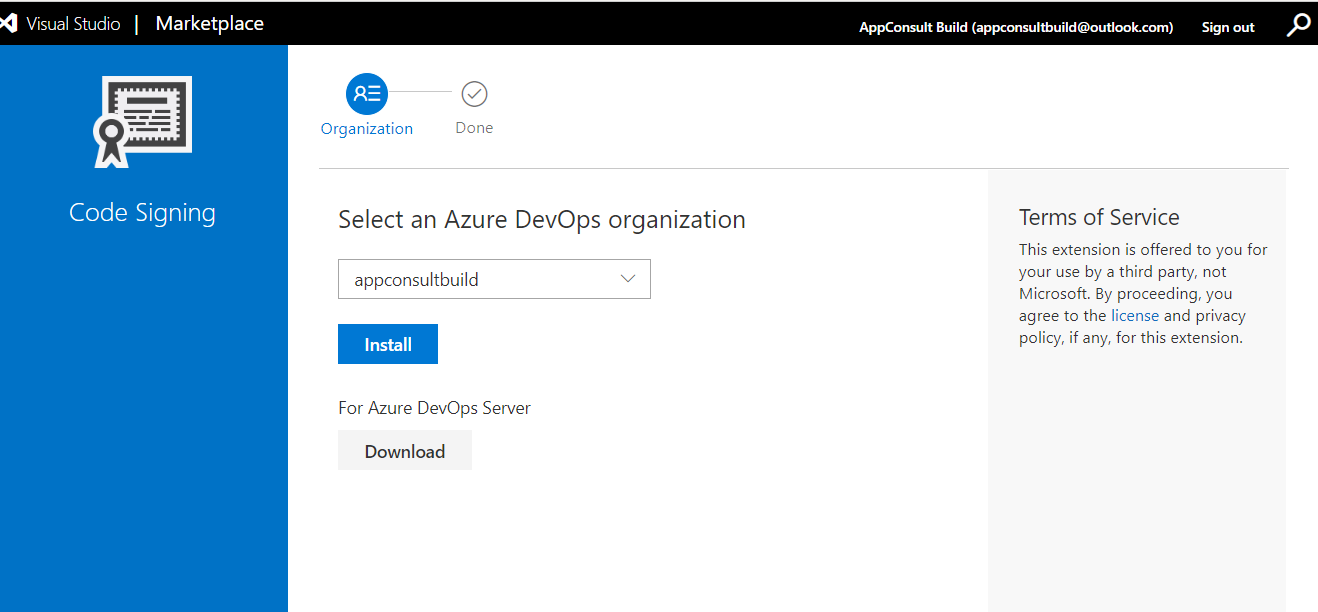 Visual Studio | Marketplace
AppConsult Build (appconsultbuild@outlook.com) Sign out
Organization
Done
Code Signing
Select an Azure DevOps organization
appconsultbuild
Install
For Azure DevOps Server
Download
Terms of Service
This extension is offered to you for
your use by a third party, not
Microsoft. By proceeding, you
agree to the license and privacy
policy, if any, for this extension.